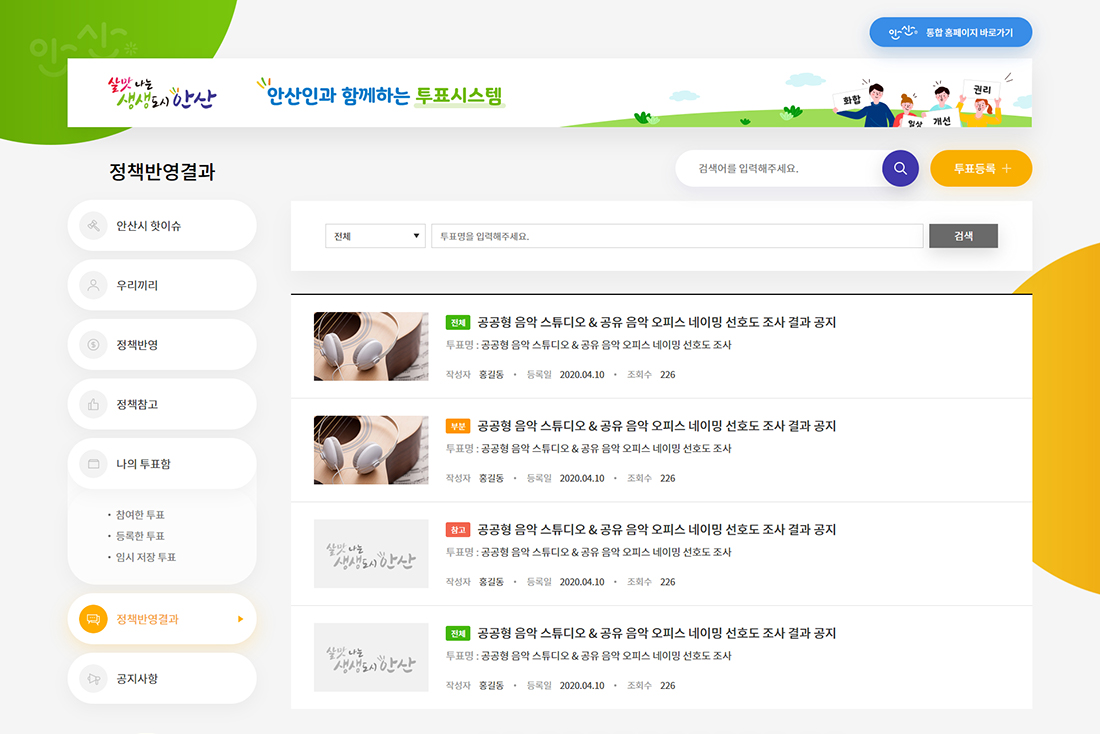 안산
안산 통합 홈페이지 바로가기
살맛나는
생생도시 안산
안산인과 함께하는 투표시스템
화합
일상
개선
권리
정책반영결과
검색어를 입력해주세요.
투표등록 +
안산시 핫이슈
우리끼리
정책반영
정책참고
나의 투표함
• 참여한 투표
• 등록한 투표
• 임시 저장 투표
정책반영결과
공지사항
전체
투표명을 입력해주세요.
검색
전체 공공형 음악 스튜디오 & 공유 음악 오피스 네이밍 선호도 조사 결과 공지
투표명 : 공공형 음악 스튜디오 & 공유 음악 오피스 네이밍 선호도 조사
작성자 홍길동 • 등록일 2020.04.10 • 조회수 226
부분 공공형 음악 스튜디오 & 공유 음악 오피스 네이밍 선호도 조사 결과 공지
투표명 : 공공형 음악 스튜디오 & 공유 음악 오피스 네이밍 선호도 조사
작성자 홍길동 • 등록일 2020.04.10 • 조회수 226
살맛나는
생생도시 안산
참고 공공형 음악 스튜디오 & 공유 음악 오피스 네이밍 선호도 조사 결과 공지
투표명 : 공공형 음악 스튜디오 & 공유 음악 오피스 네이밍 선호도 조사
작성자 홍길동 • 등록일 2020.04.10 • 조회수 226
살맛나는
생생도시 안산
전체 공공형 음악 스튜디오 & 공유 음악 오피스 네이밍 선호도 조사 결과 공지
투표명 : 공공형 음악 스튜디오 & 공유 음악 오피스 네이밍 선호도 조사
작성자 홍길동 • 등록일 2020.04.10 • 조회수 226